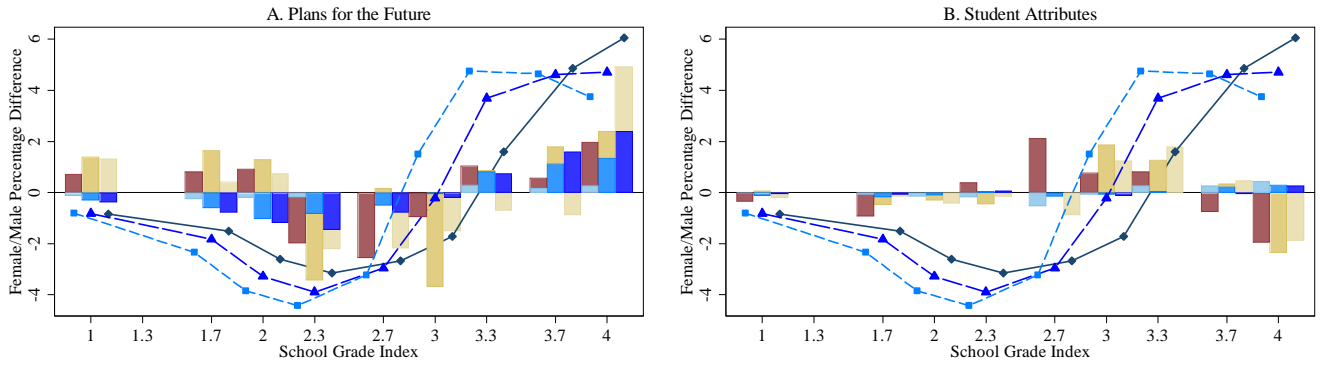 A. Plans for the Future
Female/Male Percentage Difference
6
4
2
0
-2
-4
1 1.3 1.7 2 2.3 2.7 3 3.3 3.7 4
School Grade Index
B. Student Attributes
Female/Male Percentage Difference
6
4
2
0
-2
-4
1 1.3 1.7 2 2.3 2.7 3 3.3 3.7 4
School Grade Index